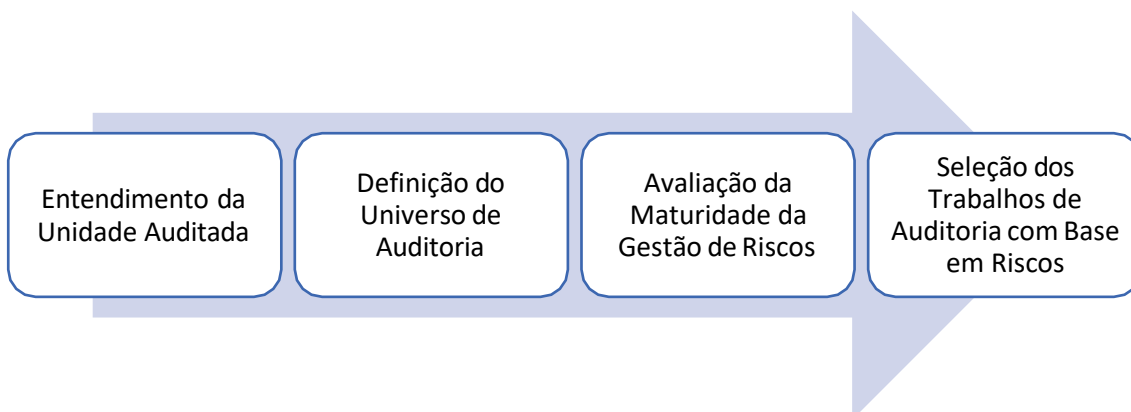 Entendimento da
Unidade Auditada
Definição do
Universo de
Auditoria
Avaliação da
Maturidade da
Gestão de Riscos
Seleção dos
Trabalhos de
Auditoria com Base
em Riscos